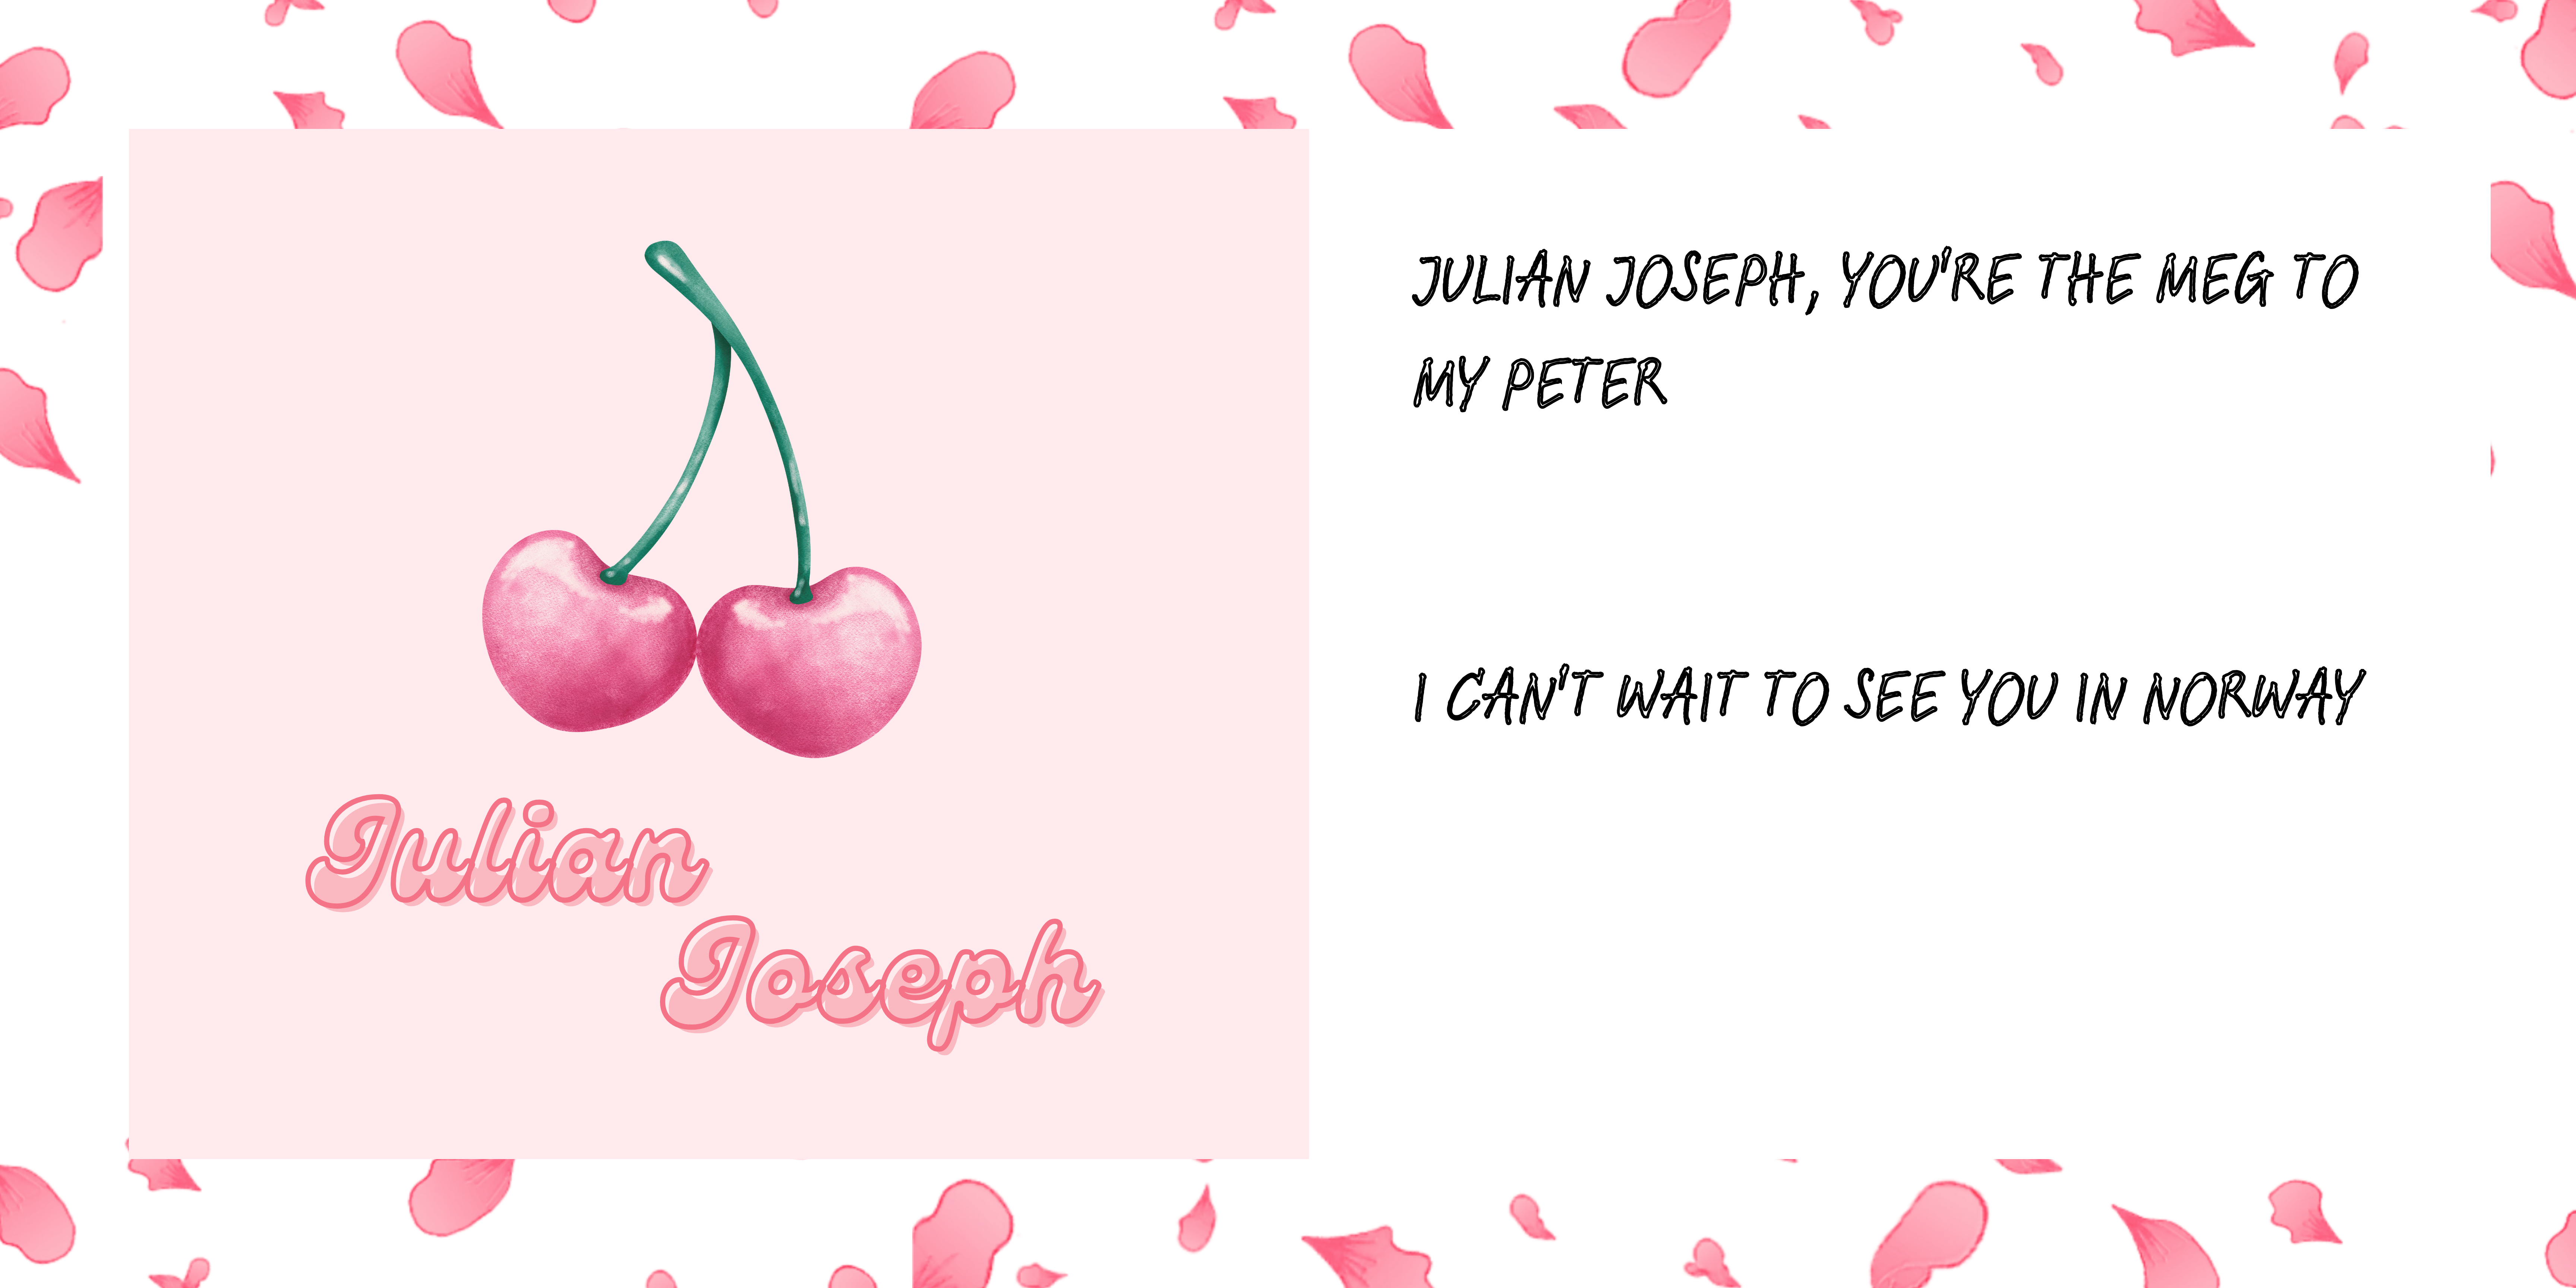 Julian
Joseph
JULIAN JOSEPH, YOU'RE THE MEG TO
MY PETER
I CAN'T WAIT TO SEE YOU IN NORWAY